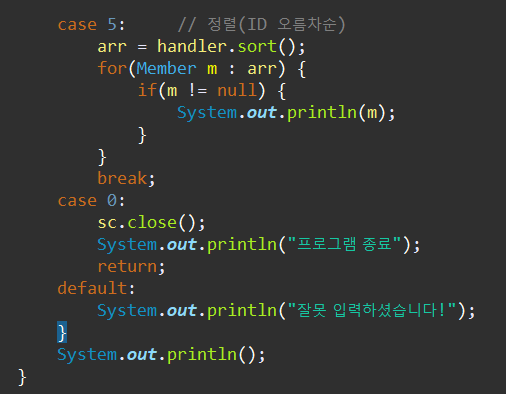 case 5:     // 정렬(ID 오름차순)
    arr = handler.sort();
    for(Member m : arr) {
        if(m != null) {
            System.out.println(m);
        }
    }
    break;
case 0:
    sc.close();
    System.out.println("프로그램 종료");
    return;
default:
    System.out.println("잘못 입력하셨습니다!");
}
System.out.println();
}